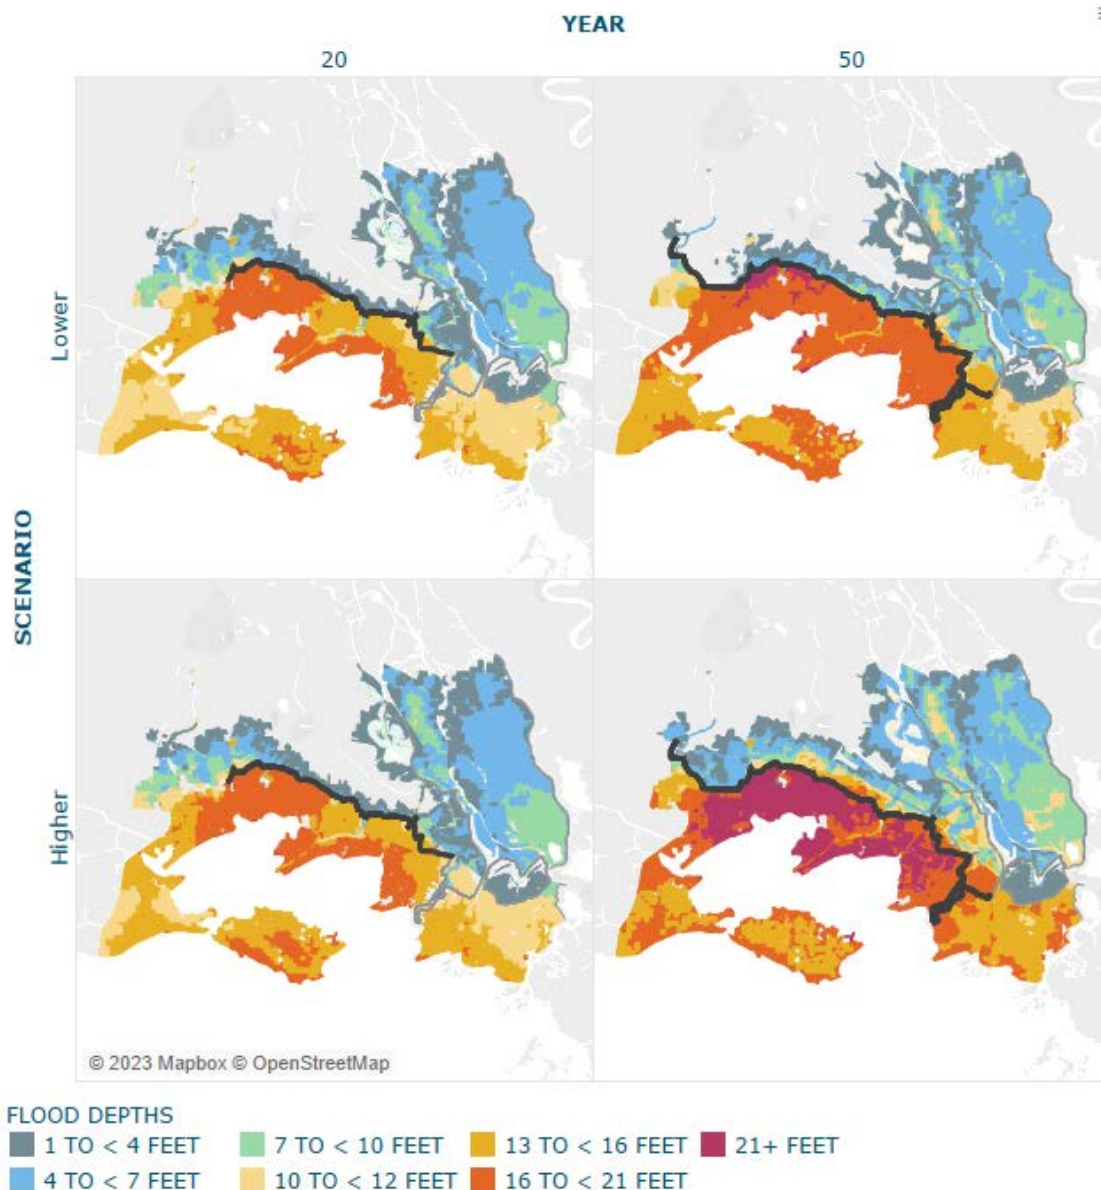 YEAR
20 50
SCENARIO
Lower
Higher
© 2023 Mapbox © OpenStreetMap
FLOOD DEPTHS
1 TO < 4 FEET 7 TO < 10 FEET 13 TO < 16 FEET 21+ FEET
4 TO < 7 FEET 10 TO < 12 FEET 16 TO < 21 FEET